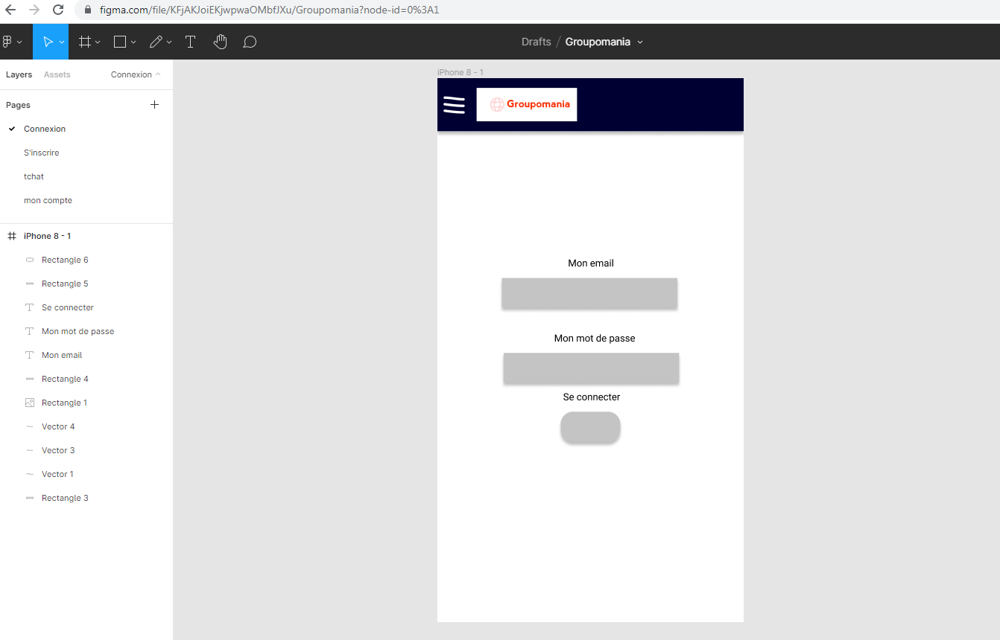 figma.com/file/KFjAKJoiEKjwpwaOMbfJXu/Groupomania?node-id=0%3A1
Drafts / Groupomania
Layers Assets Connexion
Pages
Connexion
S'inscrire
tchat
mon compte
iPhone 8 - 1
Rectangle 6
Rectangle 5
Se connecter
Mon mot de passe
Mon email
Rectangle 4
Rectangle 1
Vector 4
Vector 3
Vector 1
Rectangle 3
iPhone 8 - 1
Groupomania
Mon email
Mon mot de passe
Se connecter